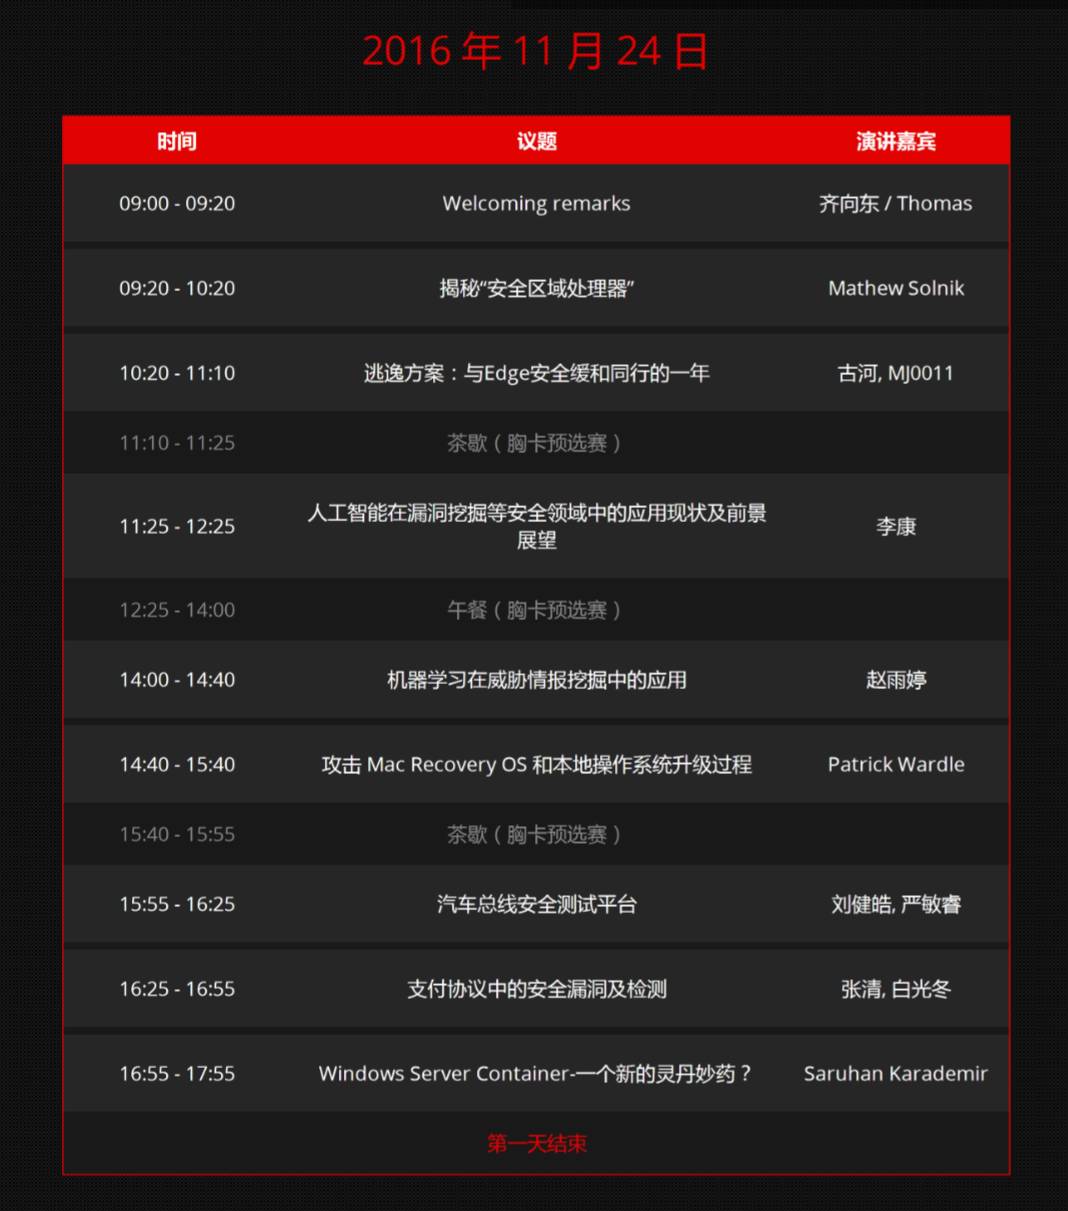 2016 年 11 月 24 日
时间 议题 演讲嘉宾
09:00 - 09:20 Welcoming remarks 齐向东 / Thomas
09:20 - 10:20 揭秘“安全区域处理器” Mathew Solnik
10:20 - 11:10 逃逸方案：与Edge安全缓和同行的一年 古河, MJ0011
11:10 - 11:25 茶歇（胸卡预选赛）
11:25 - 12:25 人工智能在漏洞挖掘等安全领域中的应用现状及前景
展望 李康
12:25 - 14:00 午餐（胸卡预选赛）
14:00 - 14:40 机器学习在威胁情报挖掘中的应用 赵雨婷
14:40 - 15:40 攻击 Mac Recovery OS 和本地操作系统升级过程 Patrick Wardle
15:40 - 15:55 茶歇（胸卡预选赛）
15:55 - 16:25 汽车总线安全测试平台 刘健皓, 严敏睿
16:25 - 16:55 支付协议中的安全漏洞及检测 张清, 白光冬
16:55 - 17:55 Windows Server Container-一个新的灵丹妙药？ Saruhan Karademir
第一天结束